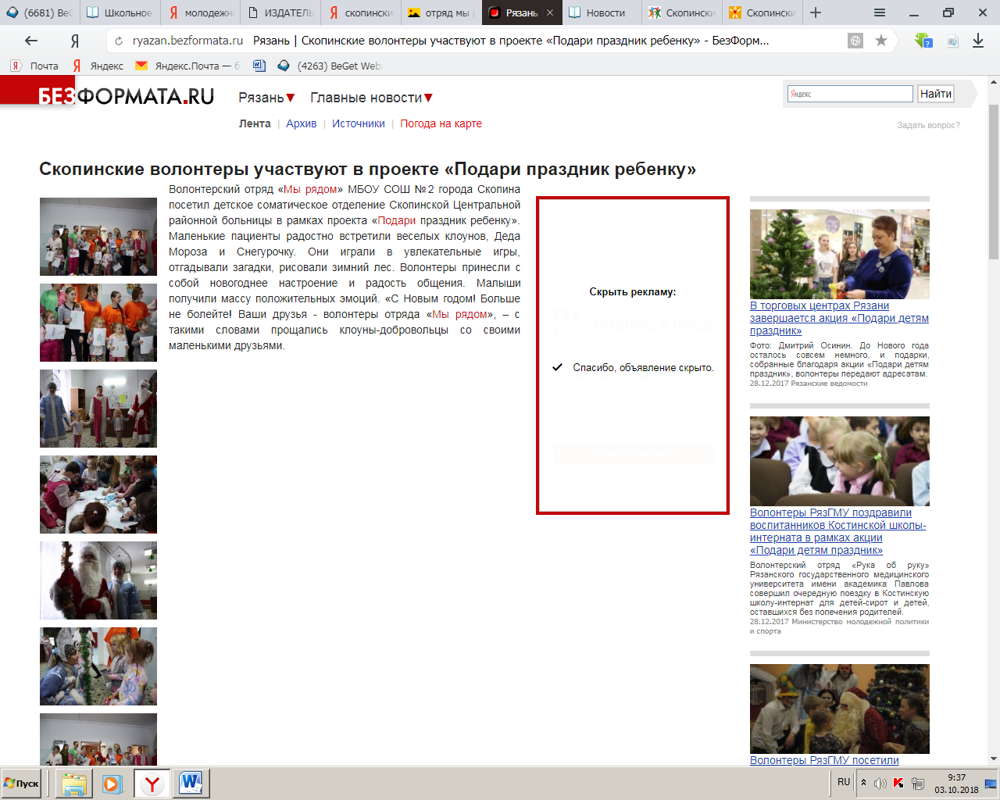 (6681) BeG
Школьное
молодежн
ИЗДАТЕЛЬ
скопински
отряд мы р
Рязань
Новости
Скопински
Скопински
ryazan.bezformata.ru Рязань | Скопинские волонтеры участвуют в проекте «Подари праздник ребенку» - БезФорм...
Почта
Яндекс
Яндекс.Почта — б
(4263) BeGet Web
БЕЗФОРМАТА.RU
Рязань▼ Главные новости▼
Яндекс
Найти
Лента | Архив | Источники | Погода на карте
Задать вопрос?
Скопинские волонтеры участвуют в проекте «Подари праздник ребенку»
Волонтерский отряд «Мы рядом» МБОУ СОШ №2 города Скопина
посетил детское соматическое отделение Скопинской Центральной
районной больницы в рамках проекта «Подари праздник ребенку».
Маленькие пациенты радостно встретили веселых клоунов, Деда
Мороза и Снегурочку. Они играли в увлекательные игры,
отгадывали загадки, рисовали зимний лес. Волонтеры принесли с
собой новогоднее настроение и радость общения. Малыши
получили массу положительных эмоций. «С Новым годом! Больше
не болейте! Ваши друзья - волонтеры отряда «Мы рядом», – с
такими словами прощались клоуны-добровольцы со своими
маленькими друзьями.
Скрыть рекламу:
Спасибо, объявление скрыто.
В торговых центрах Рязани
завершается акция «Подари детям
праздник»
Фото: Дмитрий Осинин. До Нового года
осталось совсем немного, и подарки,
собранные благодаря акции «Подари детям
праздник», волонтеры передают адресатам.
28.12.2017 Рязанские ведомости
Волонтеры РязГМУ поздравили
воспитанников Костинской школы-
интерната в рамках акции
«Подари детям праздник»
Волонтерский отряд «Рука об руку»
Рязанского государственного медицинского
университета имени академика Павлова
совершил очередную поездку в Костинскую
школу-интернат для детей-сирот и детей,
оставшихся без попечения родителей.
28.12.2017 Министерство молодежной политики
и спорта
Волонтеры РязГМУ посетили
Пуск
RU
9:37
03.10.2018